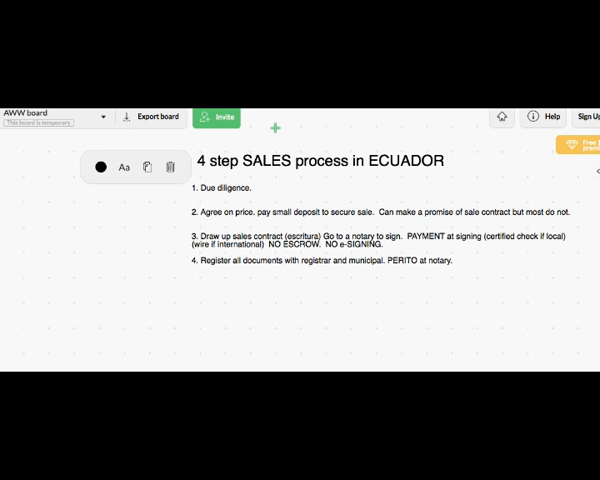 AWW board
This board is temporary
Export board
Invite
Help
Sign Up
Free
Aa
4 step SALES process in ECUADOR
1. Due diligence.
2. Agree on price. pay small deposit to secure sale. Can make a promise of sale contract but most do not.
3. Draw up sales contract (escritura) Go to a notary to sign. PAYMENT at signing (certified check if local)
(wire if international) NO ESCROW. NO e-SIGNING.
4. Register all documents with registrar and municipal. PERITO at notary.